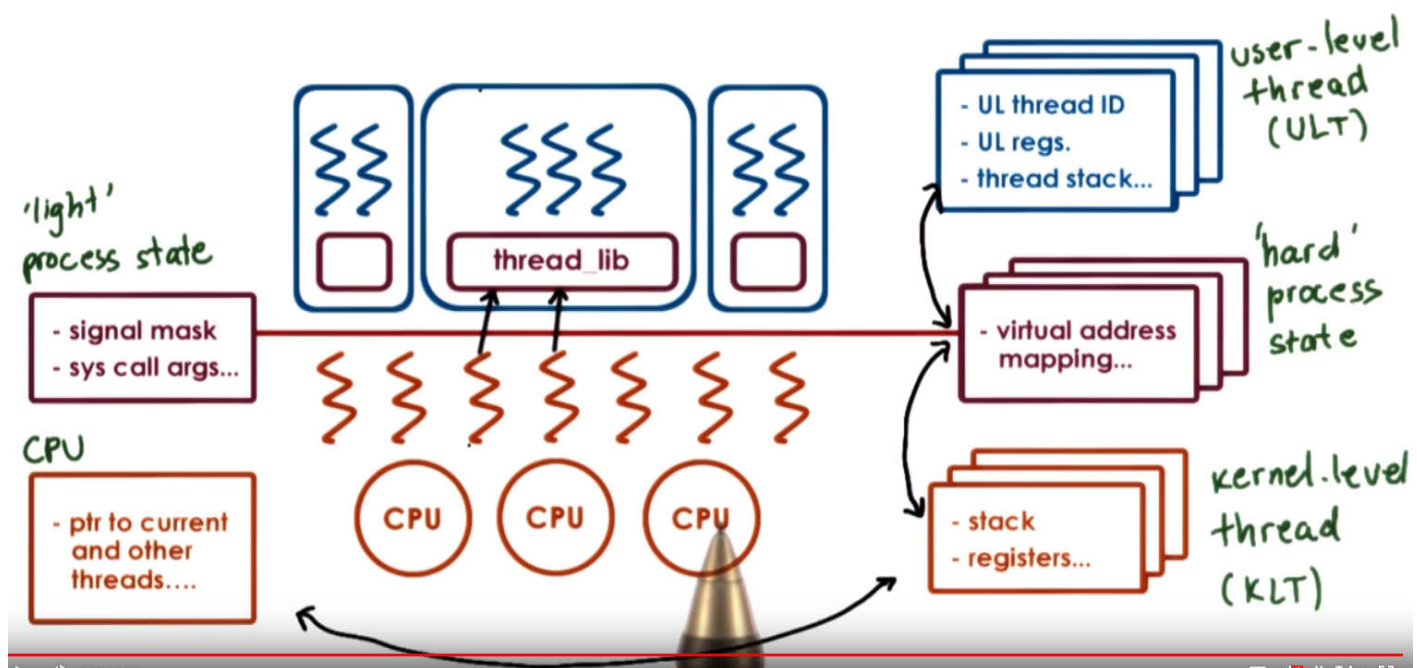 'light'
process state
- signal mask
- sys call args...
CPU
- ptr to current
and other
threads....
thread_lib
CPU
CPU
CPU
- UL thread ID
- UL regs.
- thread stack...
user-level
thread
(ULT)
- virtual address
mapping...
'hard'
process
state
- stack
- registers...
kernel-level
thread
(KLT)